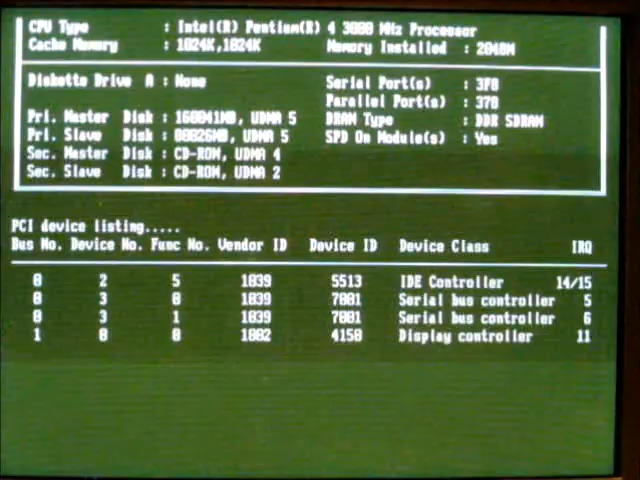 CPU Type : Intel(R) Pentium(R) 4 3000 MHz Processor
Cache Memory : 1024K,1024K Memory Installed : 2048M
Diskette Drive A : None Serial Port(s) : 3F8
Parallel Port(s) : 378
Pri. Master Disk : 160041MB, UDMA 5 DRAM Type : DDR SDRAM
Pri. Slave Disk : 80026MB, UDMA 5 SPD On Module(s) : Yes
Sec. Master Disk : CD-ROM, UDMA 4
Sec. Slave Disk : CD-ROM, UDMA 2
PCI device listing.....
Bus No. Device No. Func No. Vendor ID Device ID Device Class IRQ
0 2 5 1039 5513 IDE Controller 14/15
0 3 0 1039 7001 Serial bus controller 5
0 3 1 1039 7001 Serial bus controller 6
1 0 0 1002 4150 Display controller 11